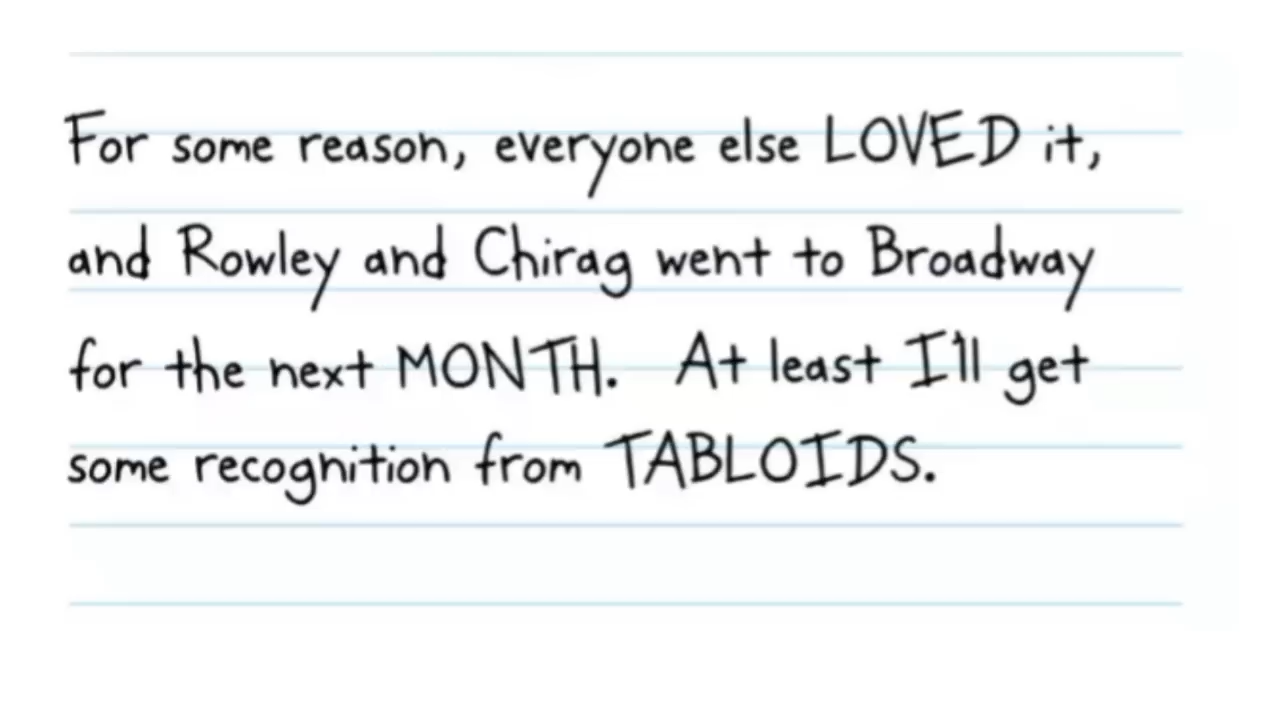 For some reason, everyone else LOVED it,
and Rowley and Chirag went to Broadway
for the next MONTH. At least I'll get
some recognition from TABLOIDS.